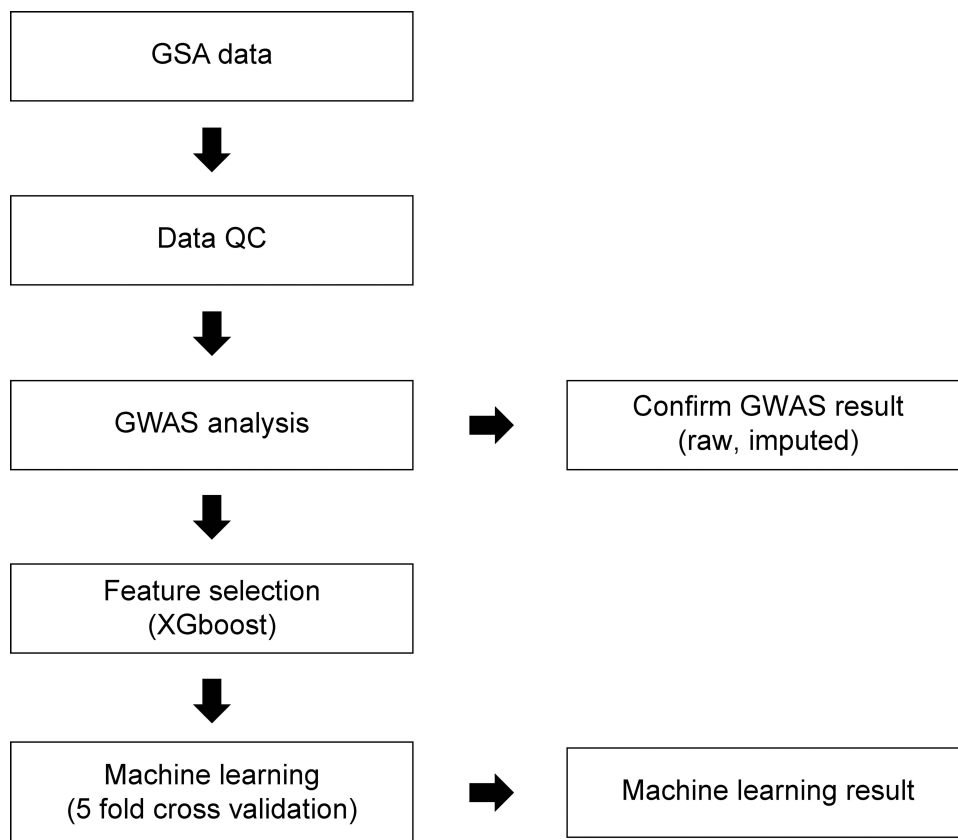 GSA data
Data QC
GWAS analysis
Confirm GWAS result
(raw, imputed)
Feature selection
(XGboost)
Machine learning
(5 fold cross validation)
Machine learning result